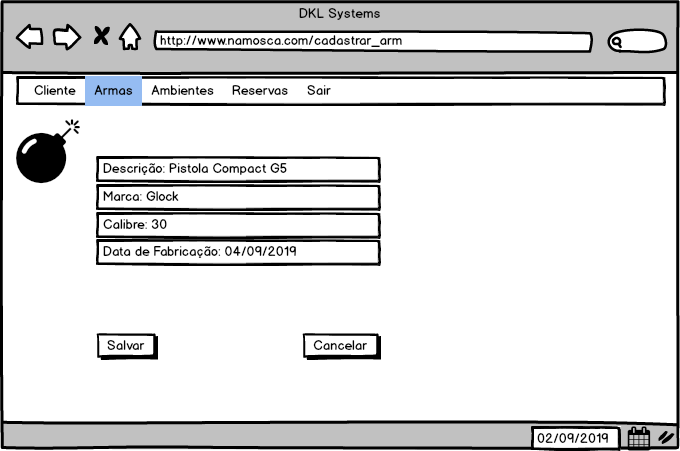 DKL Systems
http://www.namosca.com/cadastrar_arm
Cliente Armas Ambientes Reservas Sair
Descrição: Pistola Compact G5
Marca: Glock
Calibre: 30
Data de Fabricação: 04/09/2019
Salvar Cancelar
02/09/2019